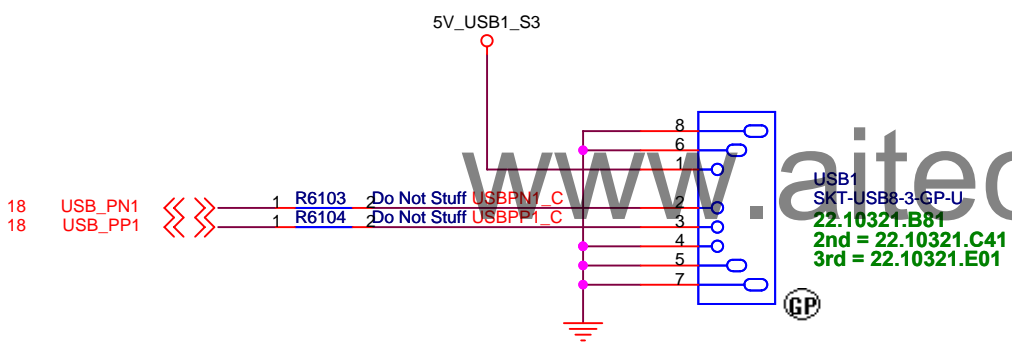 5V_USB1_S3
8
6
1
www.aitec
USB1
SKT-USB8-3-GP-U
18 USB_PN1 1 R6103 2 Do Not Stuff USBPN1_C 2
22.10321.B81
18 USB_PP1 1 R6104 2 Do Not Stuff USBPP1_C 3
4
2nd = 22.10321.C41
5
3rd = 22.10321.E01
7
GP